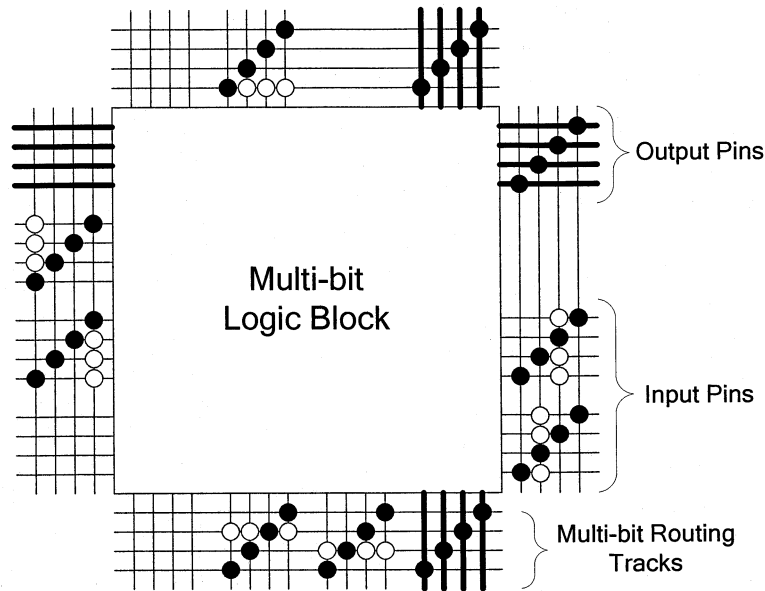 Output Pins
Multi-bit
Logic Block
Input Pins
Multi-bit Routing
Tracks